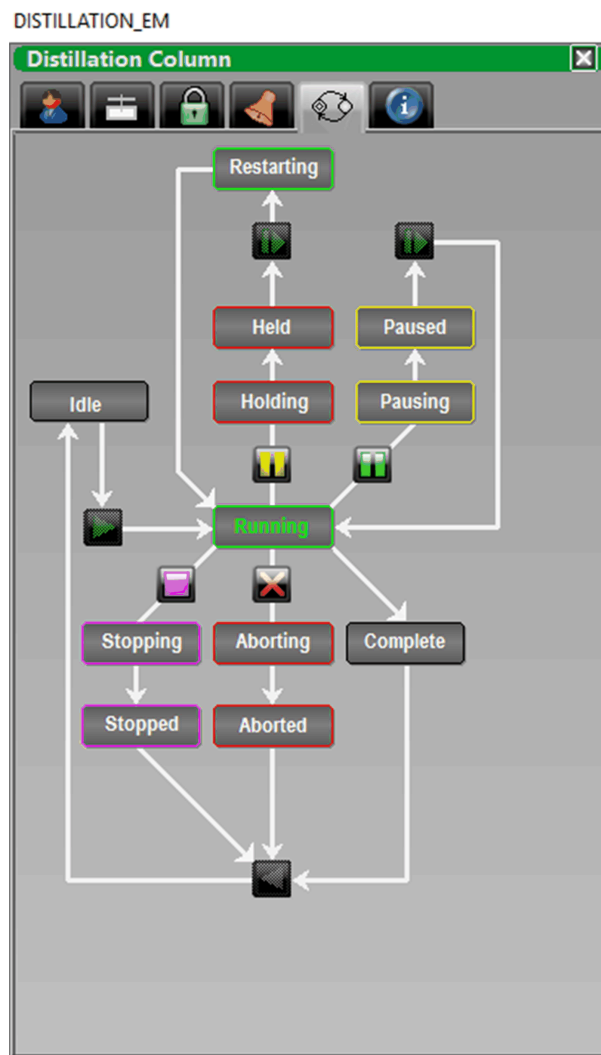 DISTILLATION_EM
Distillation Column
Restarting
Held
Paused
Idle
Holding
Pausing
Running
Stopping
Aborting
Complete
Stopped
Aborted